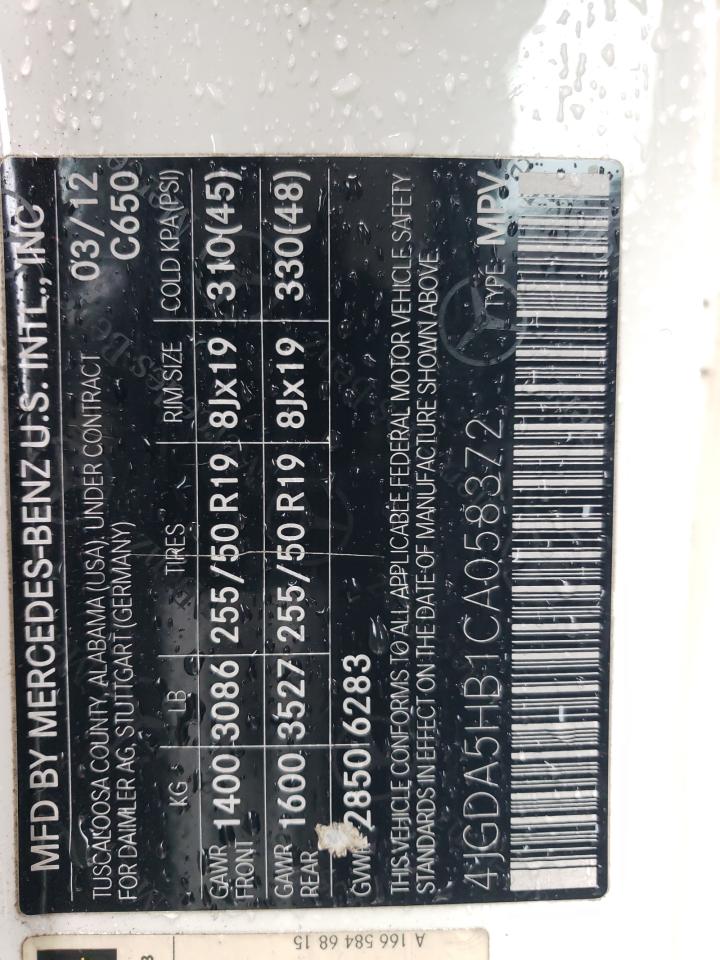 MFD BY MERCEDES-BENZ U.S. INTL., INC
TUSCALOOSA COUNTY, ALABAMA (USA), UNDER CONTRACT 03/12
FOR DAIMLER AG, STUTTGART (GERMANY) C650
KG LB TIRES RIM SIZE COLD KPA(PSI)
GAWR FRONT 1400 3086 255/50 R19 8Jx19 310(45)
GAWR REAR 1600 3527 255/50 R19 8Jx19 330(48)
2850 6283
THIS VEHICLE CONFORMS TO ALL APPLICABLE FEDERAL MOTOR VEHICLE SAFETY
STANDARDS IN EFFECT ON THE DATE OF MANUFACTURE SHOWN ABOVE.
4JGDA5HB1CA058372 TYPE: MPV
A 166 584 68 15